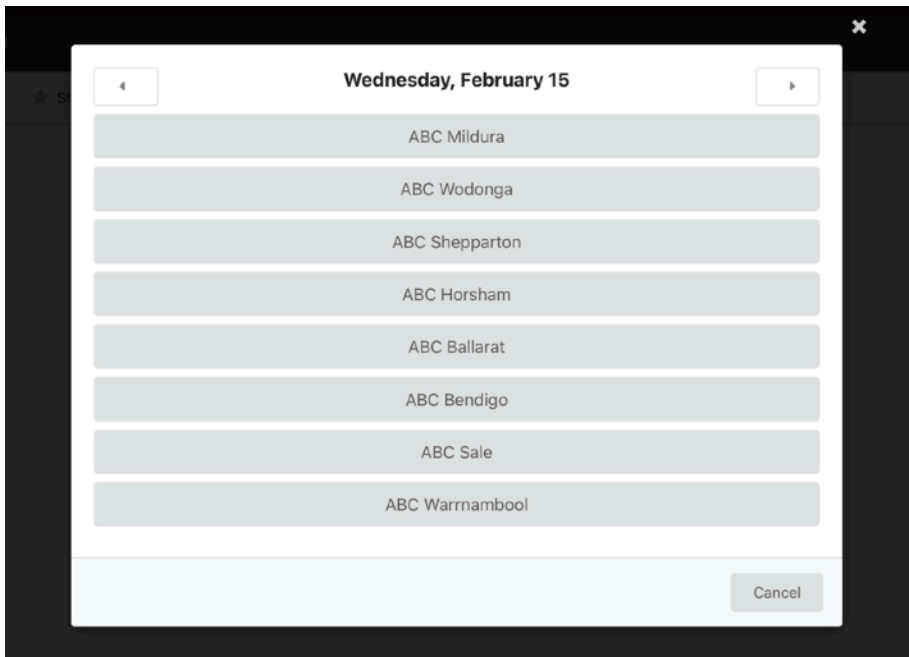 Wednesday, February 15
ABC Mildura
ABC Wodonga
ABC Shepparton
ABC Horsham
ABC Ballarat
ABC Bendigo
ABC Sale
ABC Warrnambool
Cancel